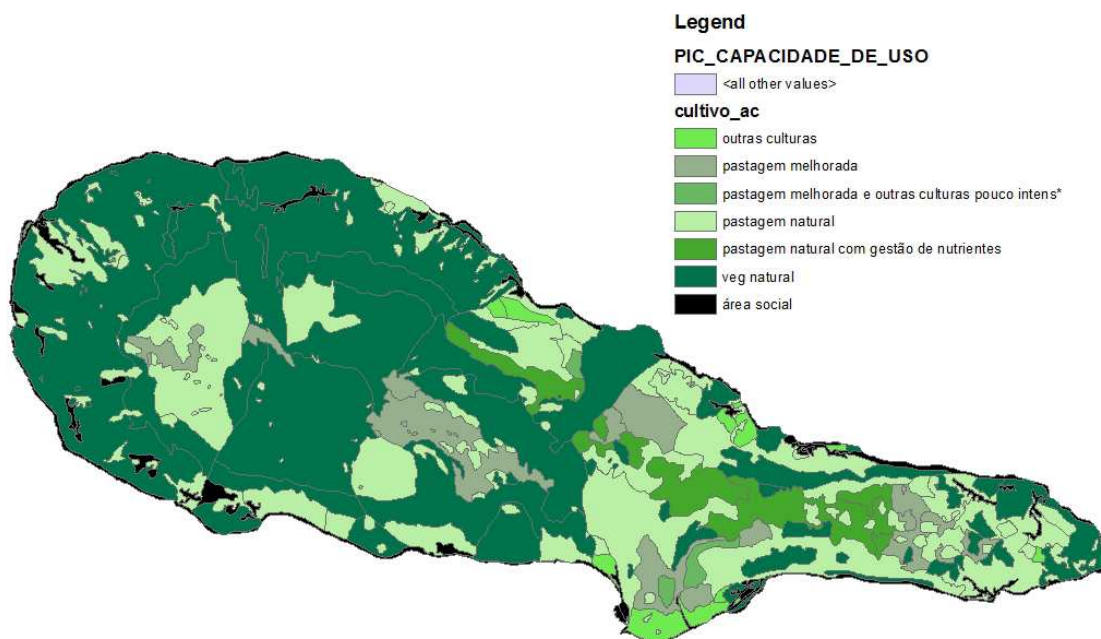 Legend
PIC_CAPACIDADE_DE_USO
<all other values>
cultivo_ac
outras culturas
pastagem melhorada
pastagem melhorada e outras culturas pouco intens*
pastagem natural
pastagem natural com gestão de nutrientes
veg natural
área social